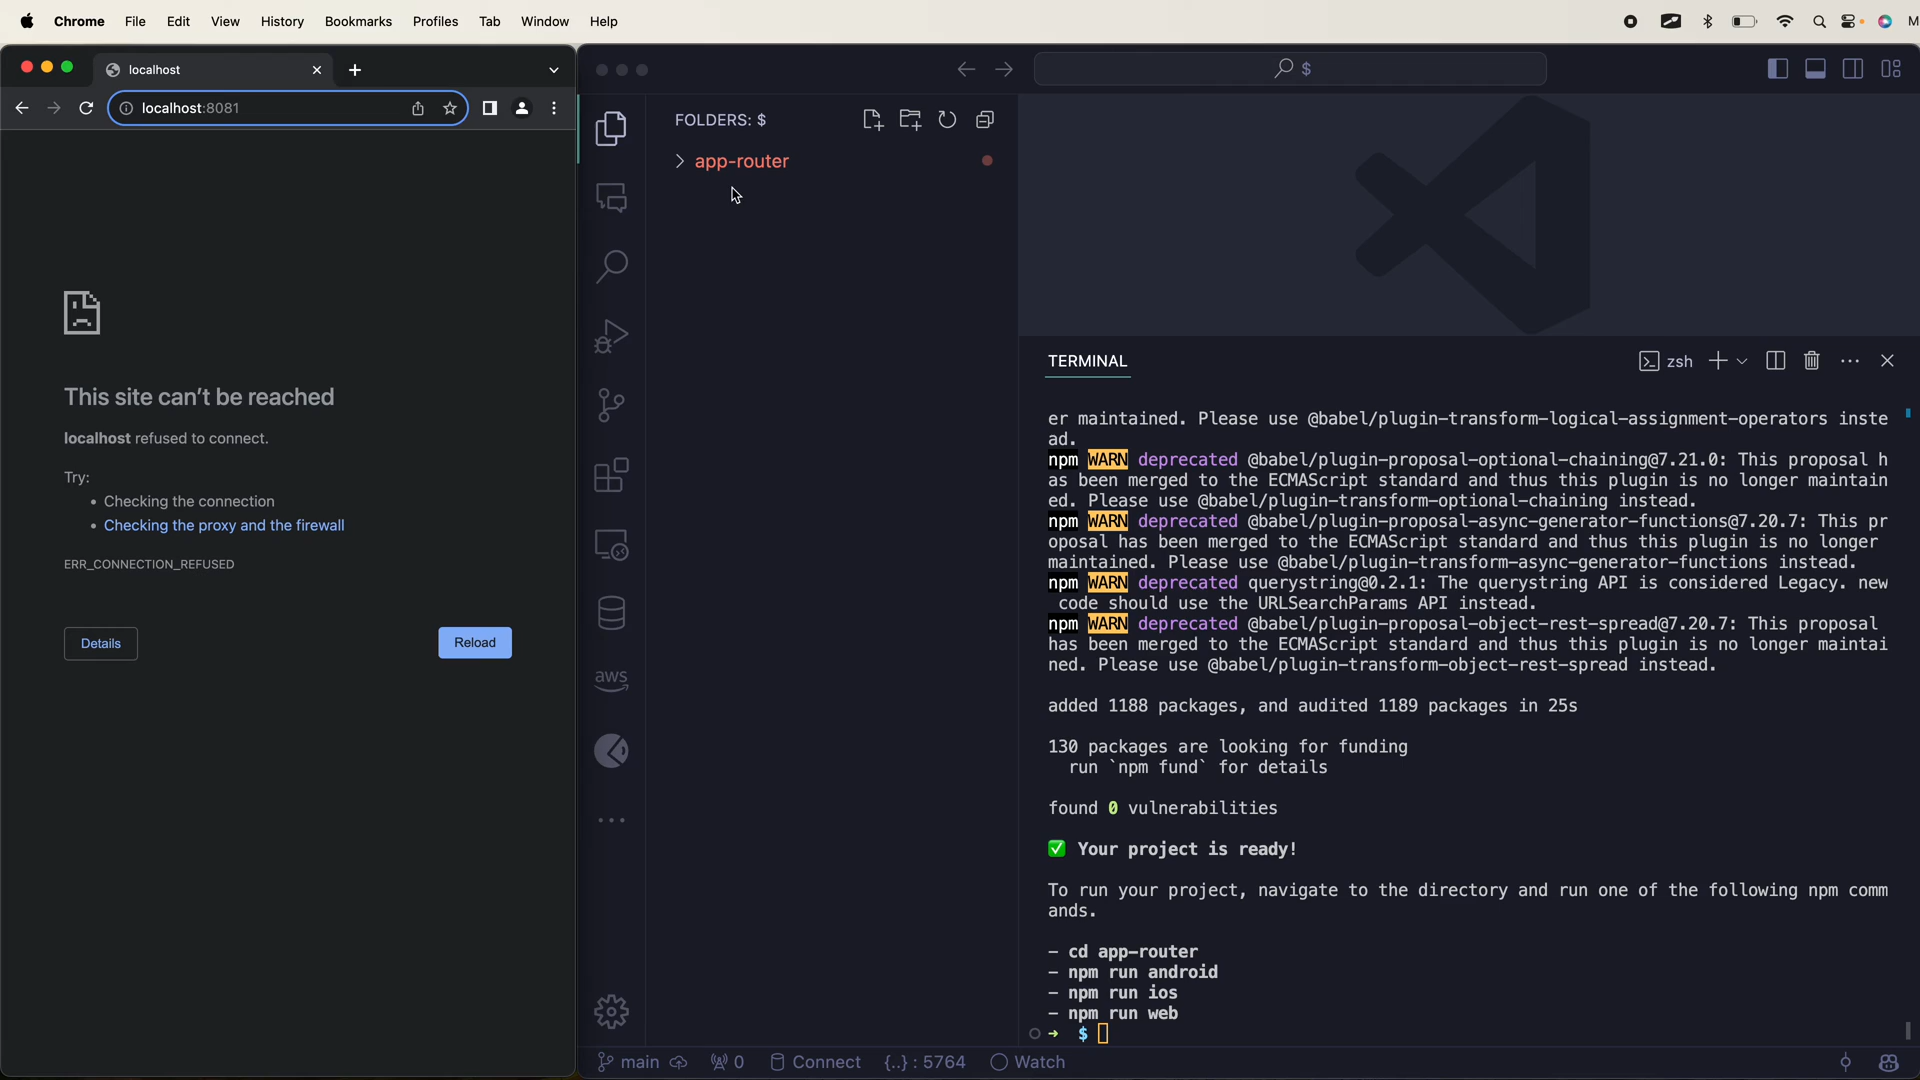 Chrome File Edit View History Bookmarks Profiles Tab Window Help
localhost
localhost:8081
This site can't be reached
localhost refused to connect.
Try:
• Checking the connection
• Checking the proxy and the firewall
ERR_CONNECTION_REFUSED
Details
Reload
$
FOLDERS: $
app-router
aws
TERMINAL
zsh
er maintained. Please use @babel/plugin-transform-logical-assignment-operators inste
ad.
npm WARN deprecated @babel/plugin-proposal-optional-chaining@7.21.0: This proposal h
as been merged to the ECMAScript standard and thus this plugin is no longer maintain
ed. Please use @babel/plugin-transform-optional-chaining instead.
npm WARN deprecated @babel/plugin-proposal-async-generator-functions@7.20.7: This pr
oposal has been merged to the ECMAScript standard and thus this plugin is no longer
maintained. Please use @babel/plugin-transform-async-generator-functions instead.
npm WARN deprecated querystring@0.2.1: The querystring API is considered Legacy. new
code should use the URLSearchParams API instead.
npm WARN deprecated @babel/plugin-proposal-object-rest-spread@7.20.7: This proposal
has been merged to the ECMAScript standard and thus this plugin is no longer maintai
ned. Please use @babel/plugin-transform-object-rest-spread instead.
added 1188 packages, and audited 1189 packages in 25s
130 packages are looking for funding
run `npm fund` for details
found 0 vulnerabilities
✅ Your project is ready!
To run your project, navigate to the directory and run one of the following npm comm
ands.
- cd app-router
- npm run android
- npm run ios
- npm run web
➜ $
main 0 Connect {..} : 5764 Watch